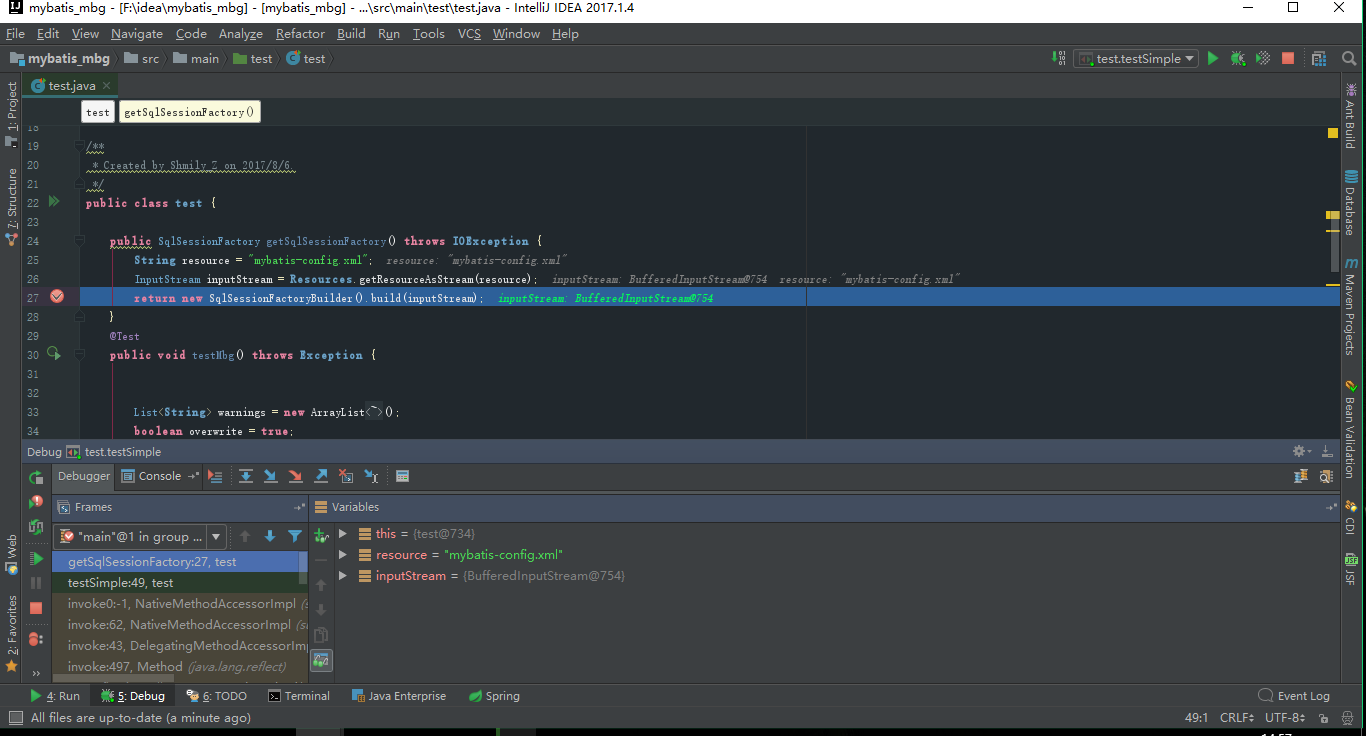 mybatis_mbg - [F:\idea\mybatis_mbg] - [mybatis_mbg] - ...\src\main\test\test.java - IntelliJ IDEA 2017.1.4
File Edit View Navigate Code Analyze Refactor Build Run Tools VCS Window Help
mybatis_mbg src main test test
test.testSimple
test.java
test getSqlSessionFactory()
18
19 /**
20 * Created by Shmily_Z on 2017/8/6.
21 */
22 public class test {
23
24 public SqlSessionFactory getSqlSessionFactory() throws IOException {
25 String resource = "mybatis-config.xml"; resource: "mybatis-config.xml"
26 InputStream inputStream = Resources.getResourceAsStream(resource); inputStream: BufferedInputStream@754 resource: "mybatis-config.xml"
27 return new SqlSessionFactoryBuilder().build(inputStream); inputStream: BufferedInputStream@754
28 }
29 @Test
30 public void testMbg() throws Exception {
31
32
33 List<String> warnings = new ArrayList<~>();
34 boolean overwrite = true;
1: Project
7: Structure
Web
2: Favorites
Ant Build
Database
Maven Projects
Bean Validation
CDI
JSF
Debug test.testSimple
Debugger Console
Frames
Variables
"main"@1 in group ...
getSqlSessionFactory:27, test
testSimple:49, test
invoke0:-1, NativeMethodAccessorImpl
invoke:62, NativeMethodAccessorImpl
invoke:43, DelegatingMethodAccessorIm
invoke:497, Method (java.lang.reflect)
this = {test@734}
resource = "mybatis-config.xml"
inputStream = {BufferedInputStream@754}
4: Run 5: Debug 6: TODO Terminal Java Enterprise Spring Event Log
All files are up-to-date (a minute ago) 49:1 CRLF UTF-8